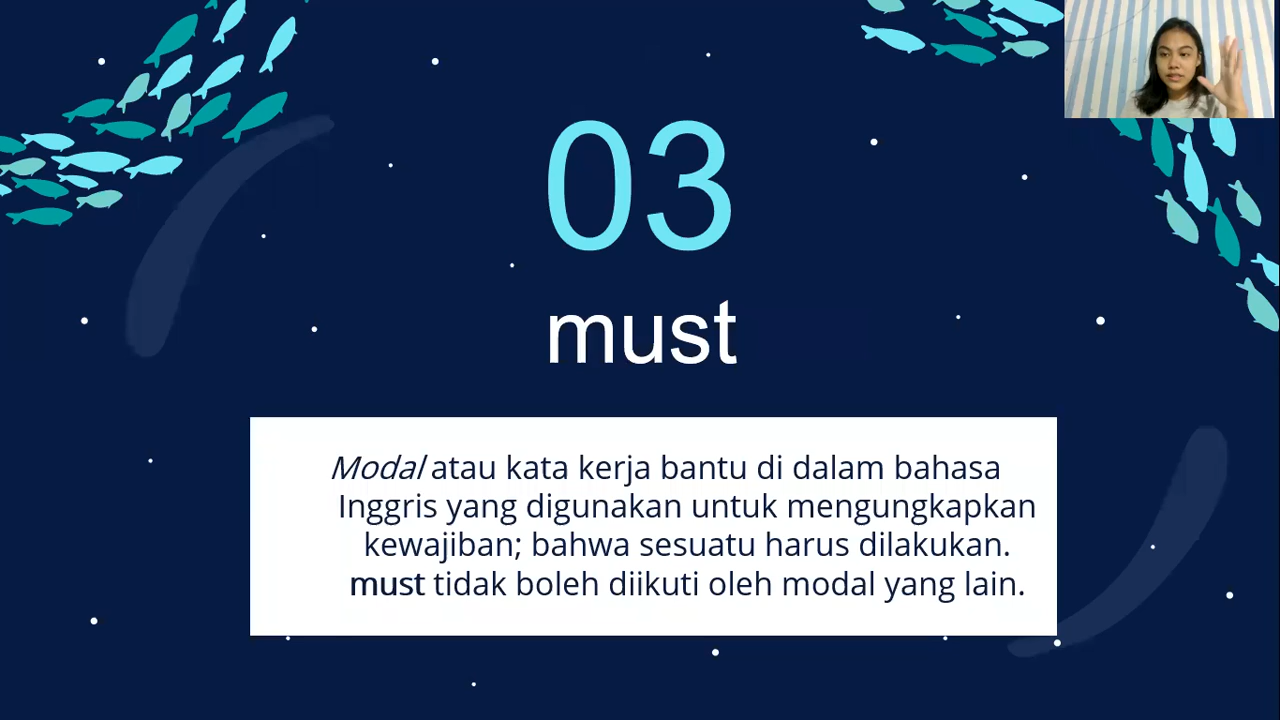 03
must
Modal atau kata kerja bantu di dalam bahasa
Inggris yang digunakan untuk mengungkapkan
kewajiban; bahwa sesuatu harus dilakukan.
must tidak boleh diikuti oleh modal yang lain.